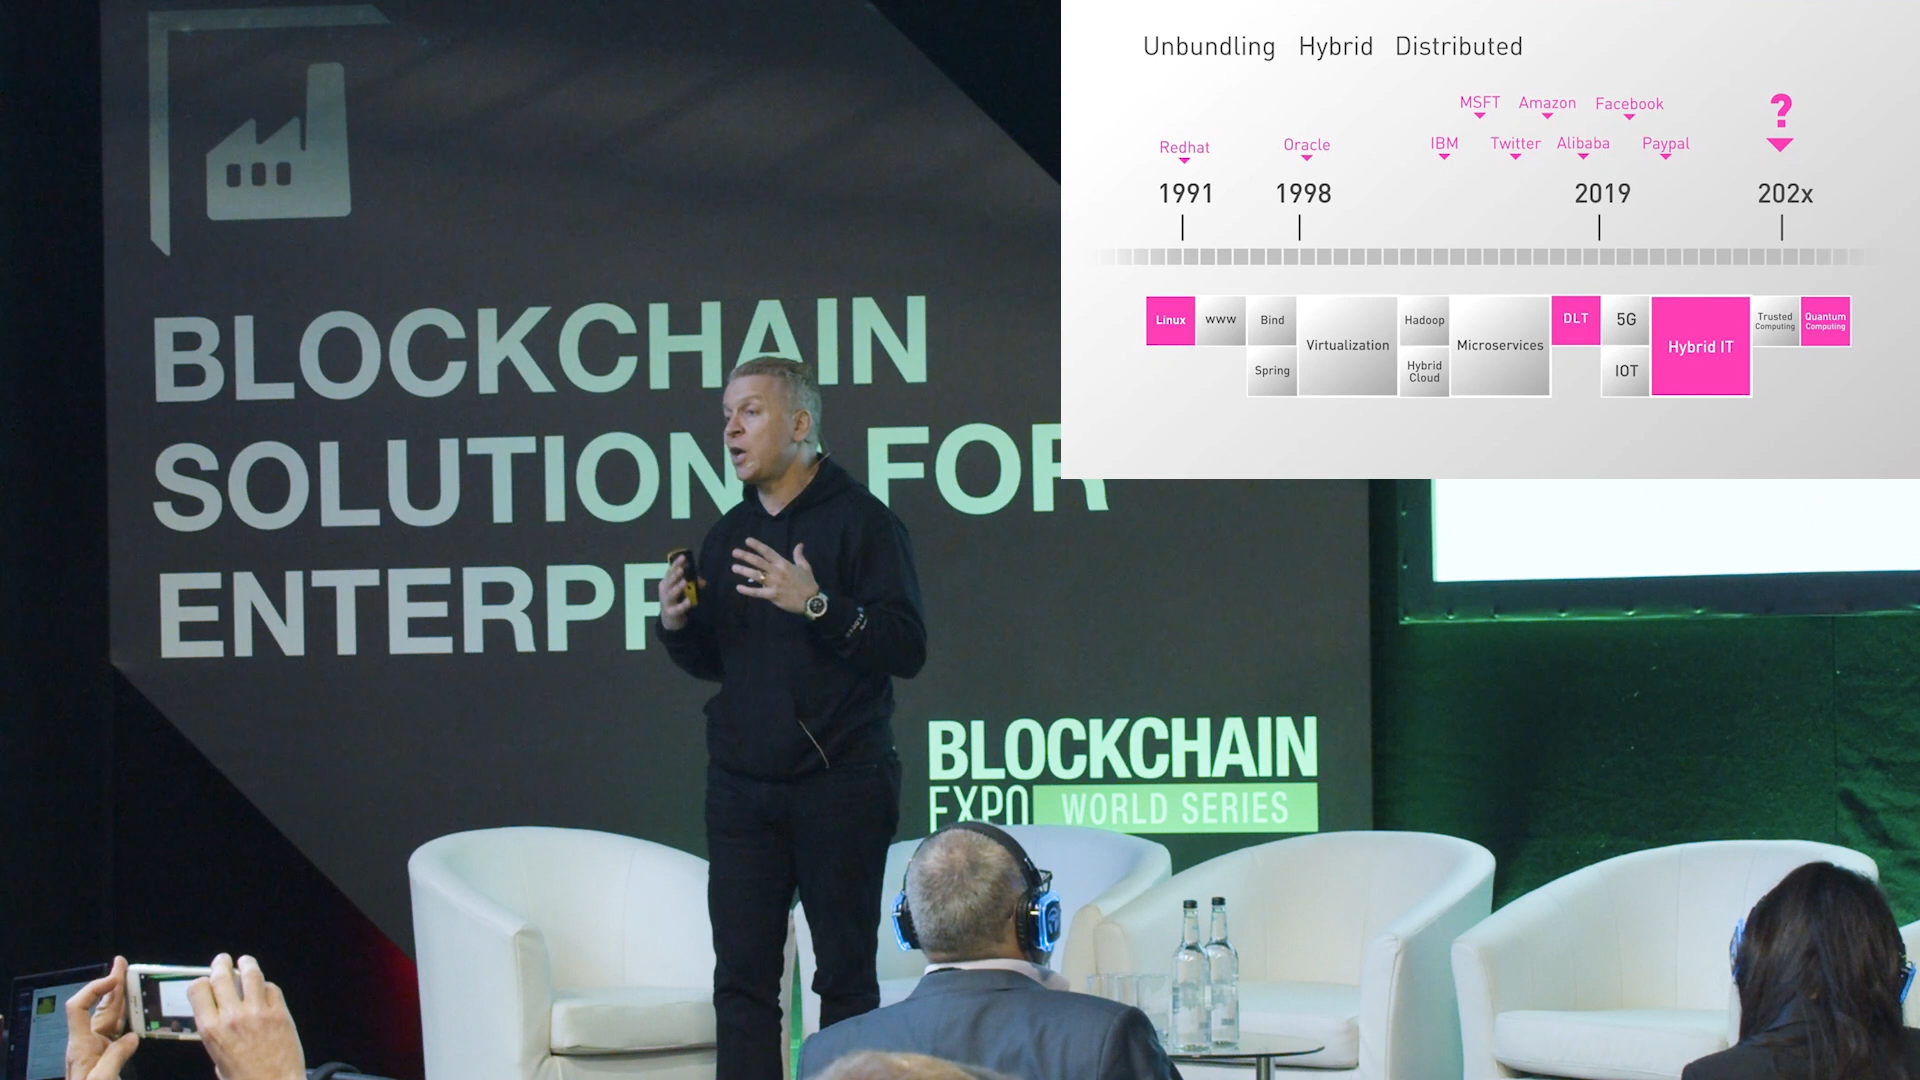 BLOCKCHAIN
SOLUTION FOR
ENTERPR
BLOCKCHAIN
EXPO WORLD SERIES
Unbundling Hybrid Distributed
MSFT Amazon Facebook ?
Redhat Oracle IBM Twitter Alibaba Paypal
1991 1998 2019 202x
Linux www Bind Hadoop DLT 5G Trusted Computing Quantum Computing
Virtualization Microservices Hybrid IT
Spring Hybrid Cloud IOT